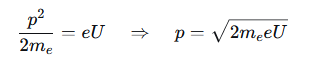 p²/2mₑ = eU ⇒ p = √(2mₑeU)